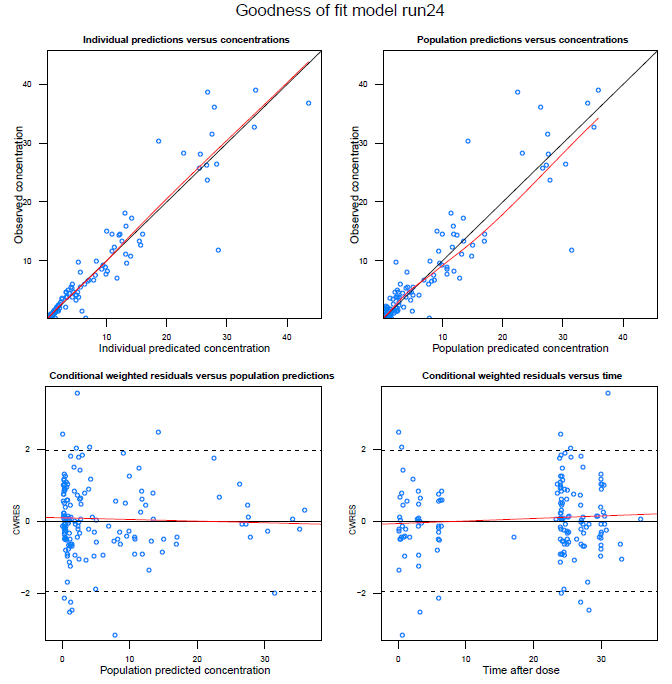 Goodness of fit model run24
Individual predictions versus concentrations
Population predictions versus concentrations
Observed concentration
40
30
20
10
10
20
30
40
Individual predicated concentration
Observed concentration
40
30
20
10
10
20
30
40
Population predicated concentration
Conditional weighted residuals versus population predictions
Conditional weighted residuals versus time
CWRES
2
0
−2
0
10
20
30
Population predicted concentration
CWRES
2
0
−2
0
10
20
30
Time after dose